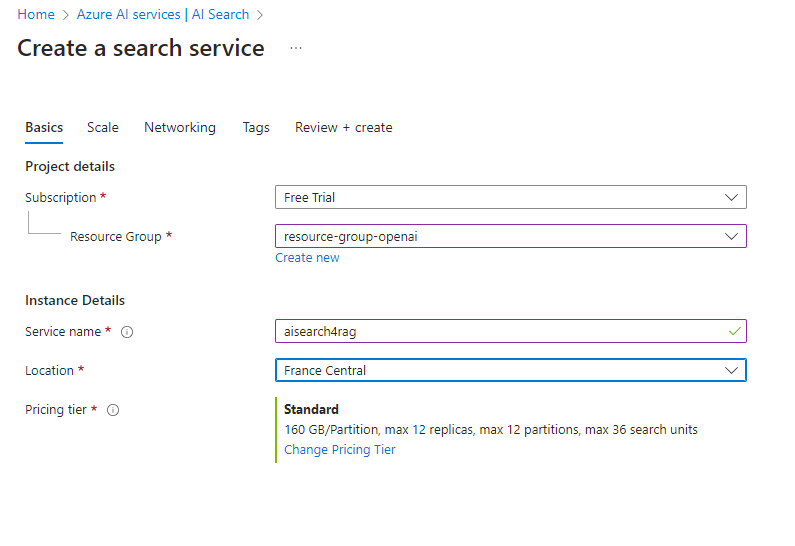 Home > Azure AI services | AI Search >
Create a search service ...
Basics Scale Networking Tags Review + create
Project details
Subscription * Free Trial
Resource Group * resource-group-openai
Create new
Instance Details
Service name * aisearch4rag
Location * France Central
Pricing tier * Standard
160 GB/Partition, max 12 replicas, max 12 partitions, max 36 search units
Change Pricing Tier